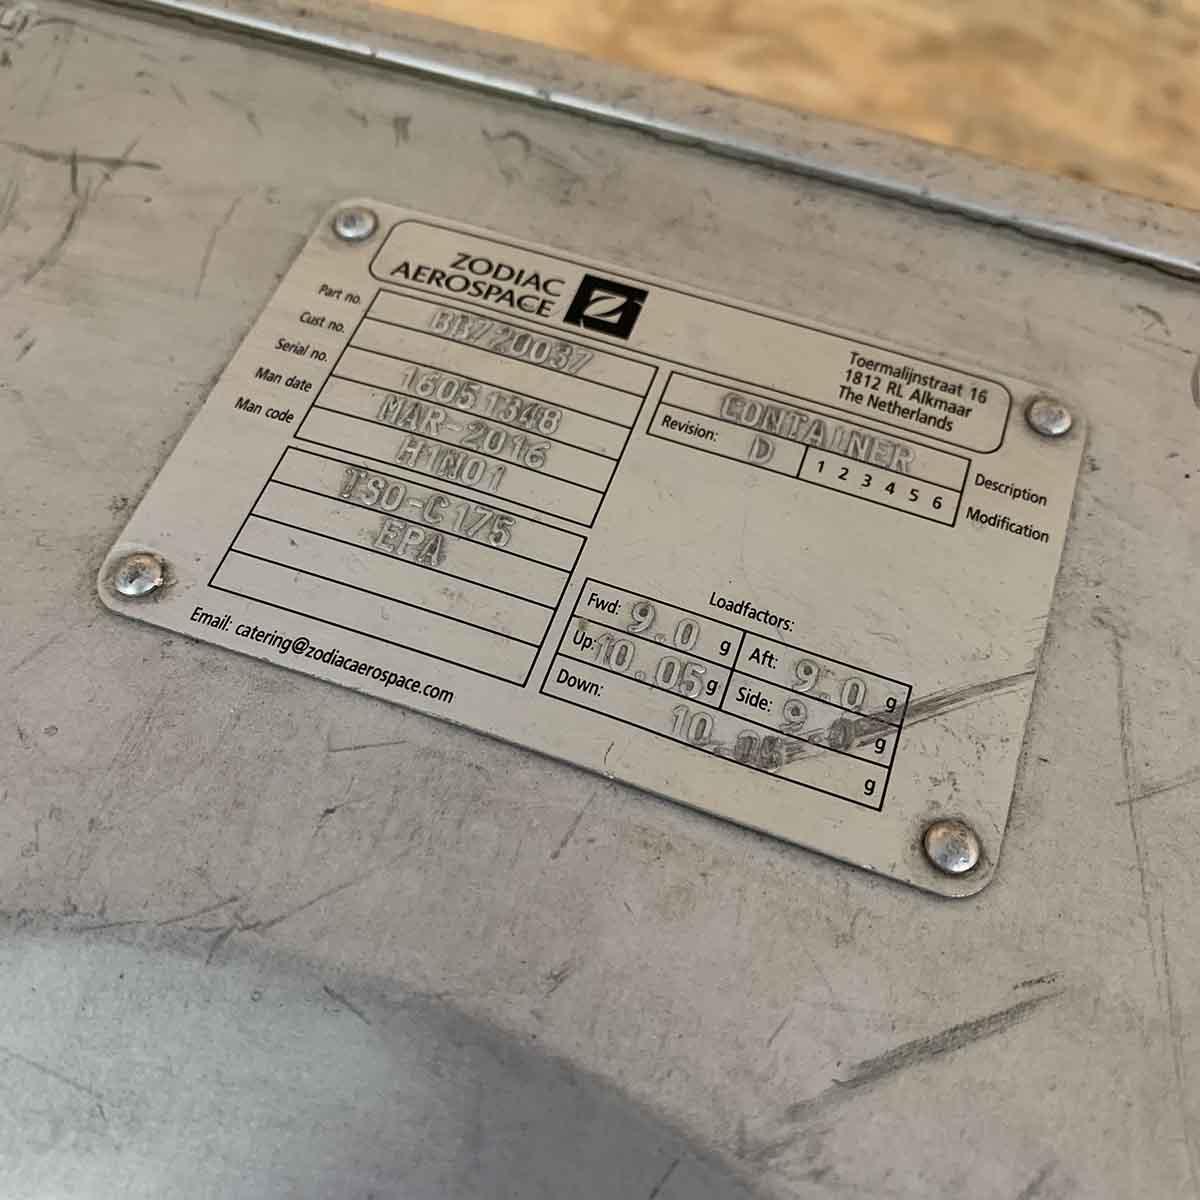 ZODIAC
AEROSPACE
Toermalijnstraat 16
1812 RL Alkmaar
The Netherlands
Part no. BB720037
Cust no.
Serial no. 16051348
Man date MAR-2016
Man code H1N01
TSO-C175
EPA
Email: catering@zodiacaerospace.com
CONTAINER Description
Revision: D 1 2 3 4 5 6 Modification
Loadfactors:
Fwd: 9.0 g Aft: 9.0 g
Up: 10.05 g Side: 9.0 g
Down: 10.05 g